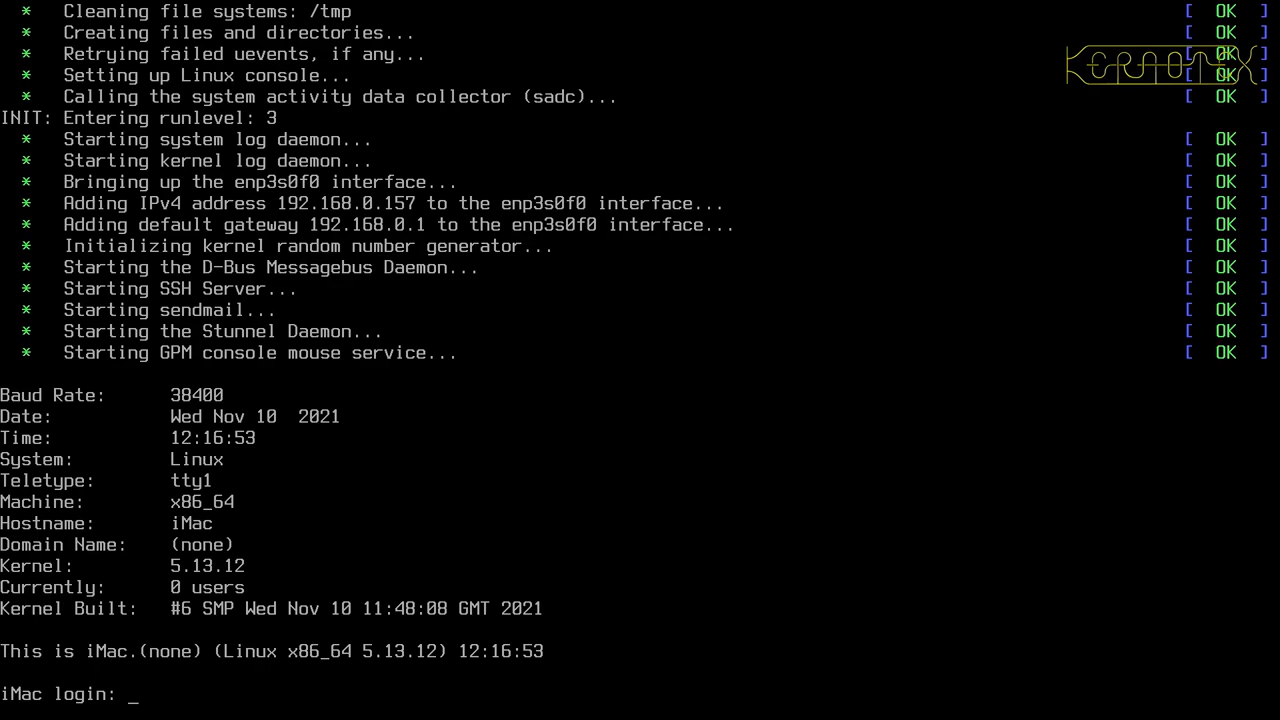 * Cleaning file systems: /tmp [ OK ]
* Creating files and directories... [ OK ]
* Retrying failed uevents, if any... [ OK ]
* Setting up Linux console... [ OK ]
* Calling the system activity data collector (sadc)... [ OK ]
INIT: Entering runlevel: 3
* Starting system log daemon... [ OK ]
* Starting kernel log daemon... [ OK ]
* Bringing up the enp3s0f0 interface... [ OK ]
* Adding IPv4 address 192.168.0.157 to the enp3s0f0 interface... [ OK ]
* Adding default gateway 192.168.0.1 to the enp3s0f0 interface... [ OK ]
* Initializing kernel random number generator... [ OK ]
* Starting the D-Bus Messagebus Daemon... [ OK ]
* Starting SSH Server... [ OK ]
* Starting sendmail... [ OK ]
* Starting the Stunnel Daemon... [ OK ]
* Starting GPM console mouse service... [ OK ]
Baud Rate: 38400
Date: Wed Nov 10  2021
Time: 12:16:53
System: Linux
Teletype: tty1
Machine: x86_64
Hostname: iMac
Domain Name: (none)
Kernel: 5.13.12
Currently: 0 users
Kernel Built: #6 SMP Wed Nov 10 11:48:08 GMT 2021
This is iMac.(none) (Linux x86_64 5.13.12) 12:16:53
iMac login: _